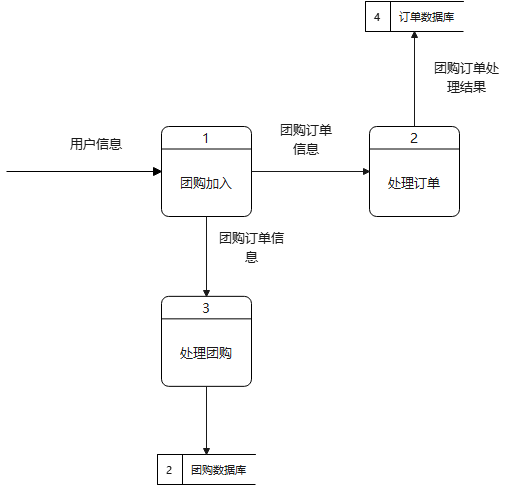 4 订单数据库
团购订单处
理结果
用户信息
团购订单
信息
1
2
团购加入
处理订单
团购订单信
息
3
处理团购
2 团购数据库